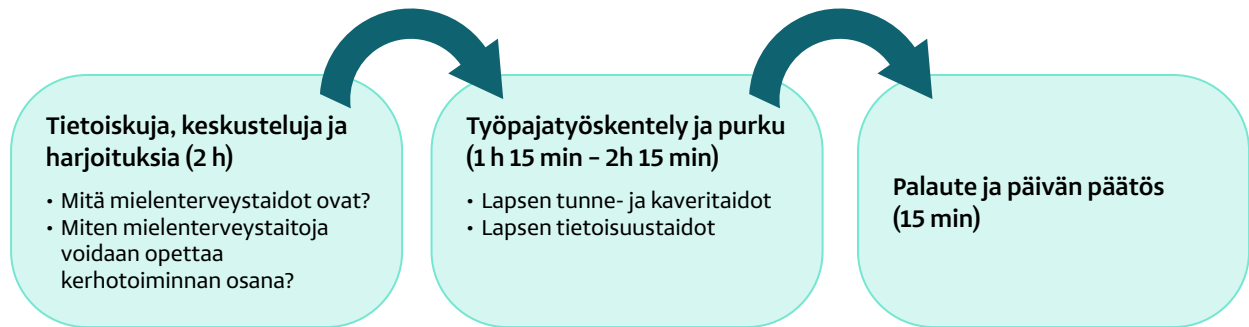 Tietoiskuja, keskusteluja ja
harjoituksia (2 h)
• Mitä mielenterveystaidot ovat?
• Miten mielenterveystaitoja
voidaan opettaa
kerhotoiminnan osana?
Työpajatyöskentely ja purku
(1 h 15 min – 2h 15 min)
• Lapsen tunne- ja kaveritaidot
• Lapsen tietoisuustaidot
Palaute ja päivän päätös
(15 min)